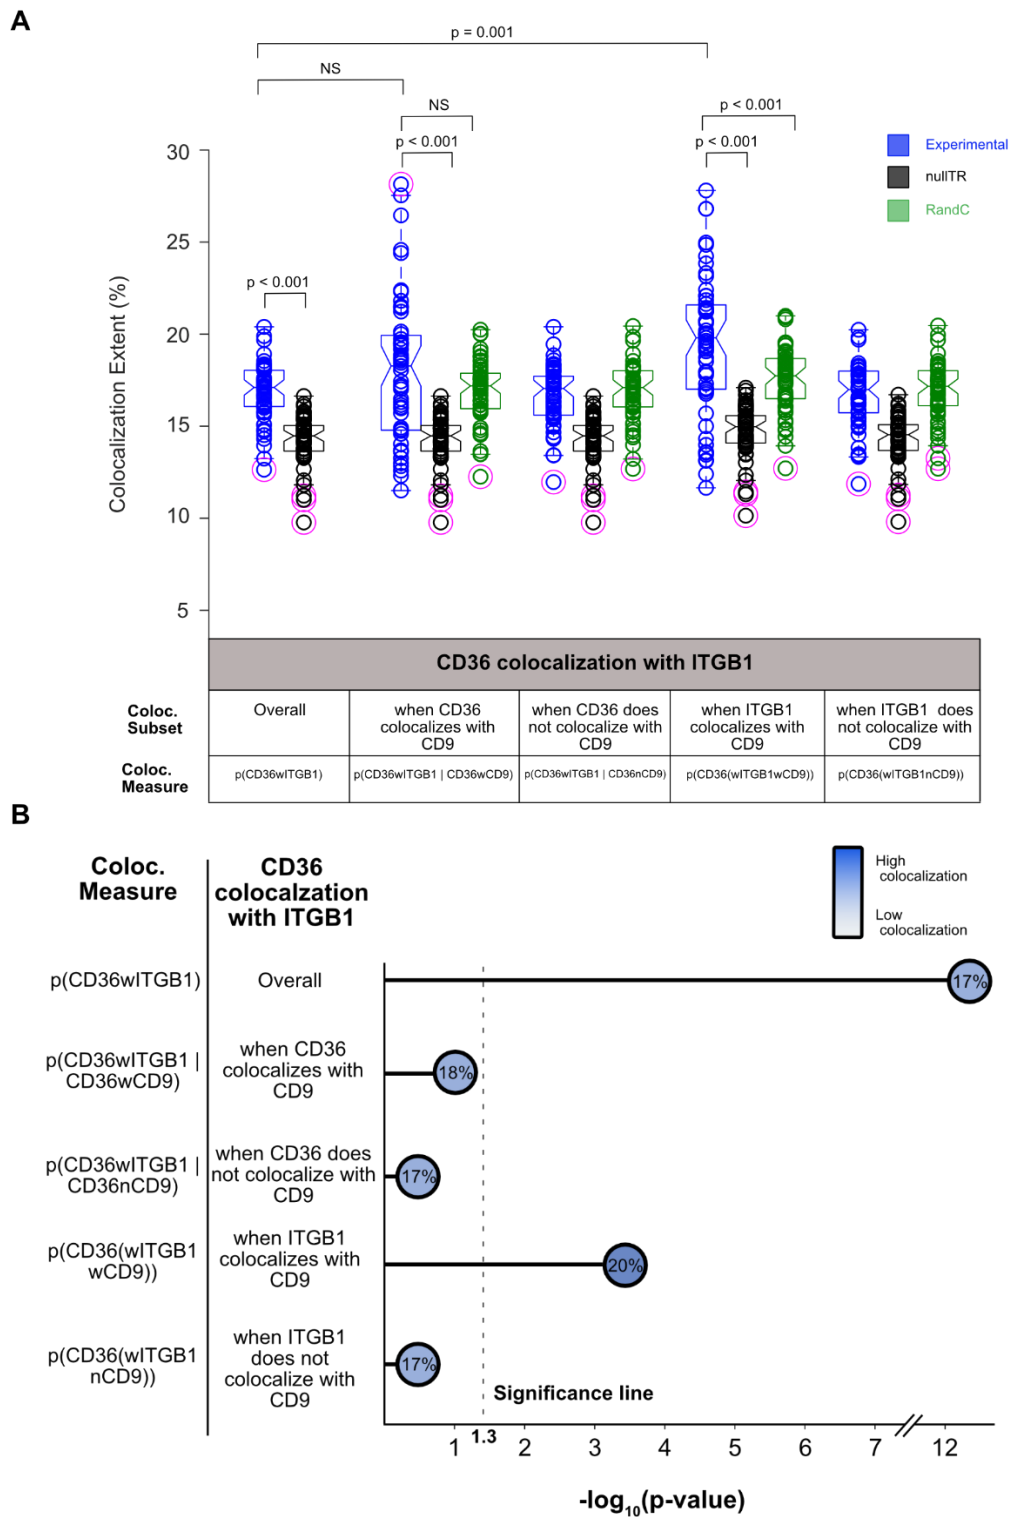 A
p = 0.001
NS
NS
p < 0.001
p < 0.001
p < 0.001
p < 0.001
Experimental
nullTR
RandC
30
25
20
15
10
5
Colocalization Extent (%)
p < 0.001
CD36 colocalization with ITGB1
Coloc.
Subset
Overall
when CD36
colocalizes with
CD9
when CD36 does
not colocalize with
CD9
when ITGB1
colocalizes with
CD9
when ITGB1 does
not colocalize with
CD9
Coloc.
Measure
p(CD36wITGB1)
p(CD36wITGB1 | CD36wCD9)
p(CD36wITGB1 | CD36nCD9)
p(CD36(wITGB1wCD9))
p(CD36(wITGB1nCD9))
B
Coloc.
Measure
CD36
colocalzation
with ITGB1
High
colocalization
Low
colocalization
p(CD36wITGB1)
Overall
17%
p(CD36wITGB1 |
CD36wCD9)
when CD36
colocalizes with
CD9
18%
p(CD36wITGB1 |
CD36nCD9)
when CD36 does
not colocalize with
CD9
17%
p(CD36(wITGB1
wCD9))
when ITGB1
colocalizes with
CD9
20%
p(CD36(wITGB1
nCD9))
when ITGB1
does not
colocalize with
CD9
17%
Significance line
1 1.3 2 3 4 5 6 7 12
-log10(p-value)